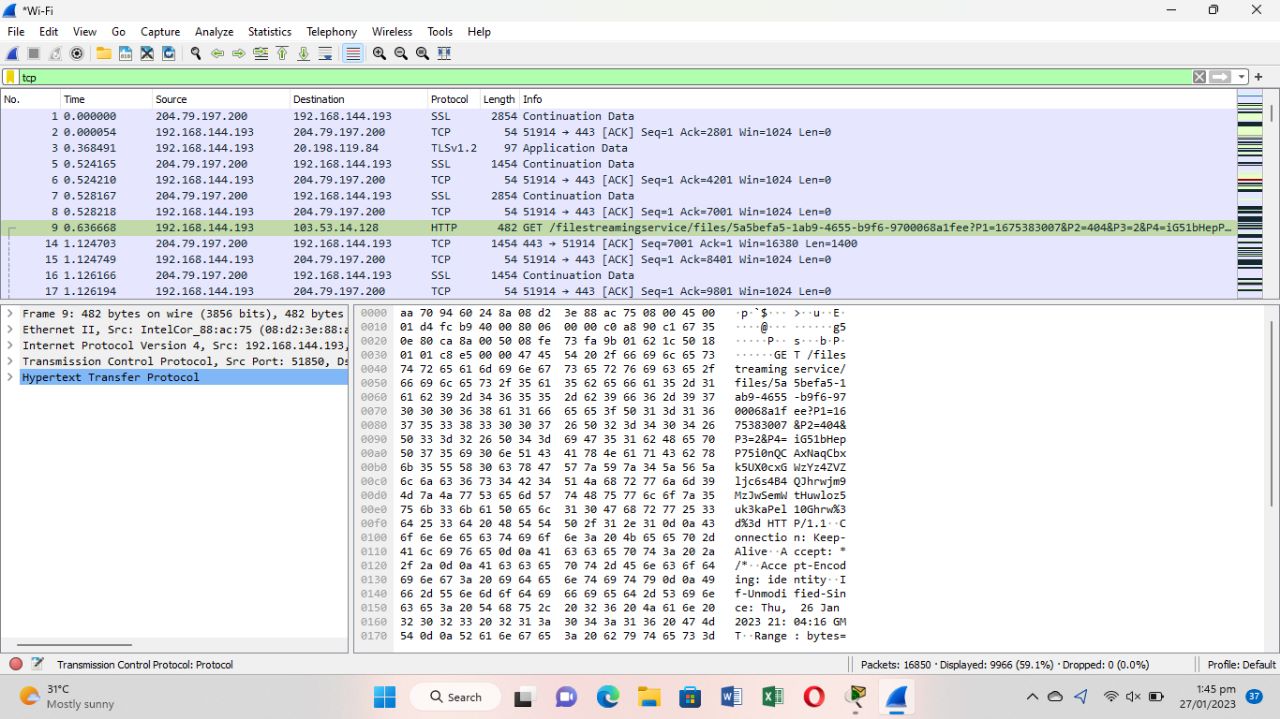 *Wi-Fi
File Edit View Go Capture Analyze Statistics Telephony Wireless Tools Help
tcp
No. Time Source Destination Protocol Length Info
1 0.000000 204.79.197.200 192.168.144.193 SSL 2854 Continuation Data
2 0.000054 192.168.144.193 204.79.197.200 TCP 54 51914 → 443 [ACK] Seq=1 Ack=2801 Win=1024 Len=0
3 0.368491 192.168.144.193 20.198.119.84 TLSv1.2 97 Application Data
5 0.524165 204.79.197.200 192.168.144.193 SSL 1454 Continuation Data
6 0.524210 192.168.144.193 204.79.197.200 TCP 54 51914 → 443 [ACK] Seq=1 Ack=4201 Win=1024 Len=0
7 0.528167 204.79.197.200 192.168.144.193 SSL 2854 Continuation Data
8 0.528218 192.168.144.193 204.79.197.200 TCP 54 51914 → 443 [ACK] Seq=1 Ack=7001 Win=1024 Len=0
9 0.636668 192.168.144.193 103.53.14.128 HTTP 482 GET /filestreamingservice/files/5a5befa5-1ab9-4655-b9f6-9700068a1fee?P1=1675383007&P2=404&P3=2&P4=iG51bHepP…
14 1.124703 204.79.197.200 192.168.144.193 TCP 1454 443 → 51914 [ACK] Seq=7001 Ack=1 Win=16380 Len=1400
15 1.124749 192.168.144.193 204.79.197.200 TCP 54 51914 → 443 [ACK] Seq=1 Ack=8401 Win=1024 Len=0
16 1.126166 204.79.197.200 192.168.144.193 SSL 1454 Continuation Data
17 1.126194 192.168.144.193 204.79.197.200 TCP 54 51914 → 443 [ACK] Seq=1 Ack=9801 Win=1024 Len=0
Frame 9: 482 bytes on wire (3856 bits), 482 bytes
Ethernet II, Src: IntelCor_88:ac:75 (08:d2:3e:88:a
Internet Protocol Version 4, Src: 192.168.144.193,
Transmission Control Protocol, Src Port: 51850, Ds
Hypertext Transfer Protocol
0000 aa 70 94 60 24 8a 08 d2 3e 88 ac 75 08 00 45 00 ·p·`$··· >··u··E·
0010 01 d4 fc b9 40 00 80 06 00 00 c0 a8 90 c1 67 35 ····@··· ······g5
0020 0e 80 ca 8a 00 50 08 fe 73 fa 9b 01 62 1c 50 18 ·····P·· s···b·P·
0030 01 01 c8 e5 00 00 47 45 54 20 2f 66 69 6c 65 73 ······GE T /files
0040 74 72 65 61 6d 69 6e 67 73 65 72 76 69 63 65 2f treaming service/
0050 66 69 6c 65 73 2f 35 61 35 62 65 66 61 35 2d 31 files/5a 5befa5-1
0060 61 62 39 2d 34 36 35 35 2d 62 39 66 36 2d 39 37 ab9-4655 -b9f6-97
0070 30 30 30 36 38 61 31 66 65 65 3f 50 31 3d 31 36 00068a1f ee?P1=16
0080 37 35 33 38 33 30 30 37 26 50 32 3d 34 30 34 26 75383007 &P2=404&
0090 50 33 3d 32 26 50 34 3d 69 47 35 31 62 48 65 70 P3=2&P4= iG51bHep
00a0 50 37 35 69 30 6e 51 43 41 78 4e 61 71 43 62 78 P75i0nQC AxNaqCbx
00b0 6b 35 55 58 30 63 78 47 57 7a 59 7a 34 5a 56 5a k5UX0cxG WzYz4ZVZ
00c0 6c 6a 63 36 73 34 42 34 51 4a 68 72 77 6a 6d 39 ljc6s4B4 QJhrwjm9
00d0 4d 7a 4a 77 53 65 6d 57 74 48 75 77 6c 6f 7a 35 MzJwSemW tHuwloz5
00e0 75 6b 33 6b 61 50 65 6c 31 30 47 68 72 77 25 33 uk3kaPel 10Ghrw%3
00f0 64 25 33 64 20 48 54 54 50 2f 31 2e 31 0d 0a 43 d%3d HTT P/1.1··C
0100 6f 6e 6e 65 63 74 69 6f 6e 3a 20 4b 65 65 70 2d onnectio n: Keep-
0110 41 6c 69 76 65 0d 0a 41 63 63 65 70 74 3a 20 2a Alive··A ccept: *
0120 2f 2a 0d 0a 41 63 63 65 70 74 2d 45 6e 63 6f 64 /*··Acce pt-Encod
0130 69 6e 67 3a 20 69 64 65 6e 74 69 74 79 0d 0a 49 ing: ide ntity··I
0140 66 2d 55 6e 6d 6f 64 69 66 69 65 64 2d 53 69 6e f-Unmodi fied-Sin
0150 63 65 3a 20 54 68 75 2c 20 32 36 20 4a 61 6e 20 ce: Thu, 26 Jan
0160 32 30 32 33 20 32 31 3a 30 34 3a 31 36 20 47 4d 2023 21: 04:16 GM
0170 54 0d 0a 52 61 6e 67 65 3a 20 62 79 74 65 73 3d T··Range : bytes=
Transmission Control Protocol: Protocol
Packets: 16850 · Displayed: 9966 (59.1%) · Dropped: 0 (0.0%)
Profile: Default
31°C
Mostly sunny
Search
1:45 pm
27/01/2023
37